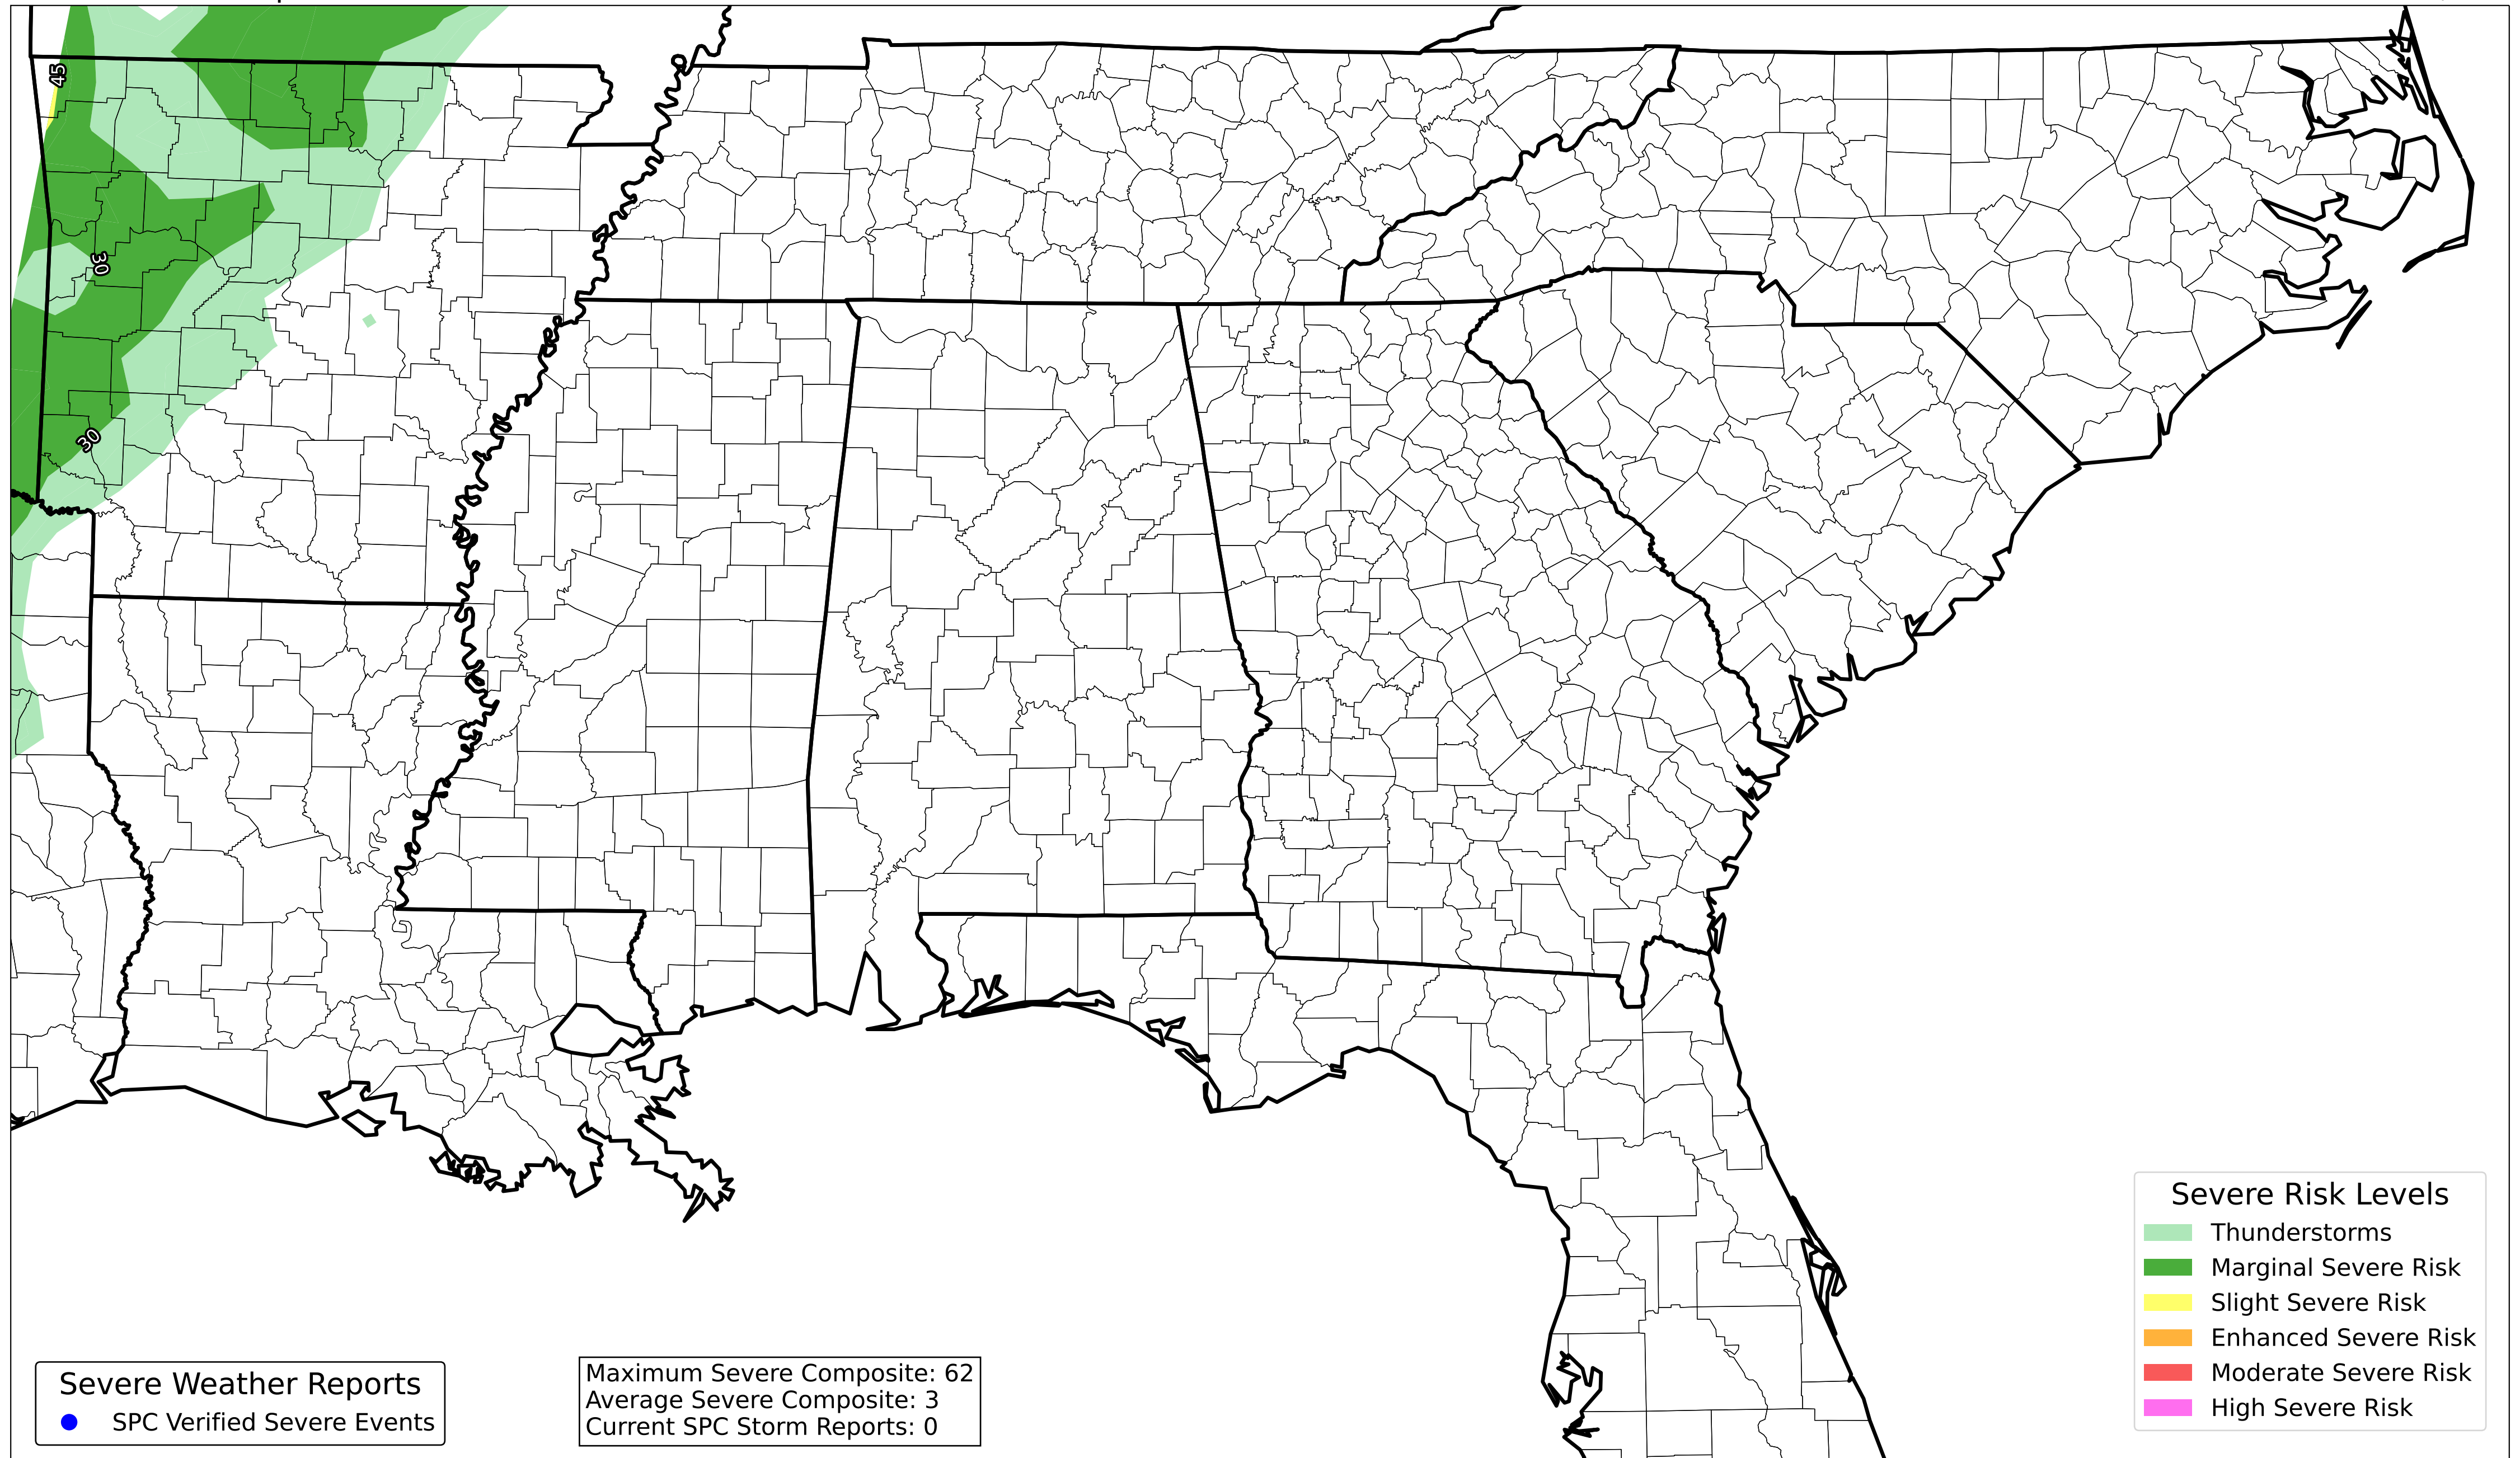 45
30
30
Severe Risk Levels
Thunderstorms
Marginal Severe Risk
Slight Severe Risk
Enhanced Severe Risk
Moderate Severe Risk
High Severe Risk
Severe Weather Reports
SPC Verified Severe Events
Maximum Severe Composite: 62
Average Severe Composite: 3
Current SPC Storm Reports: 0